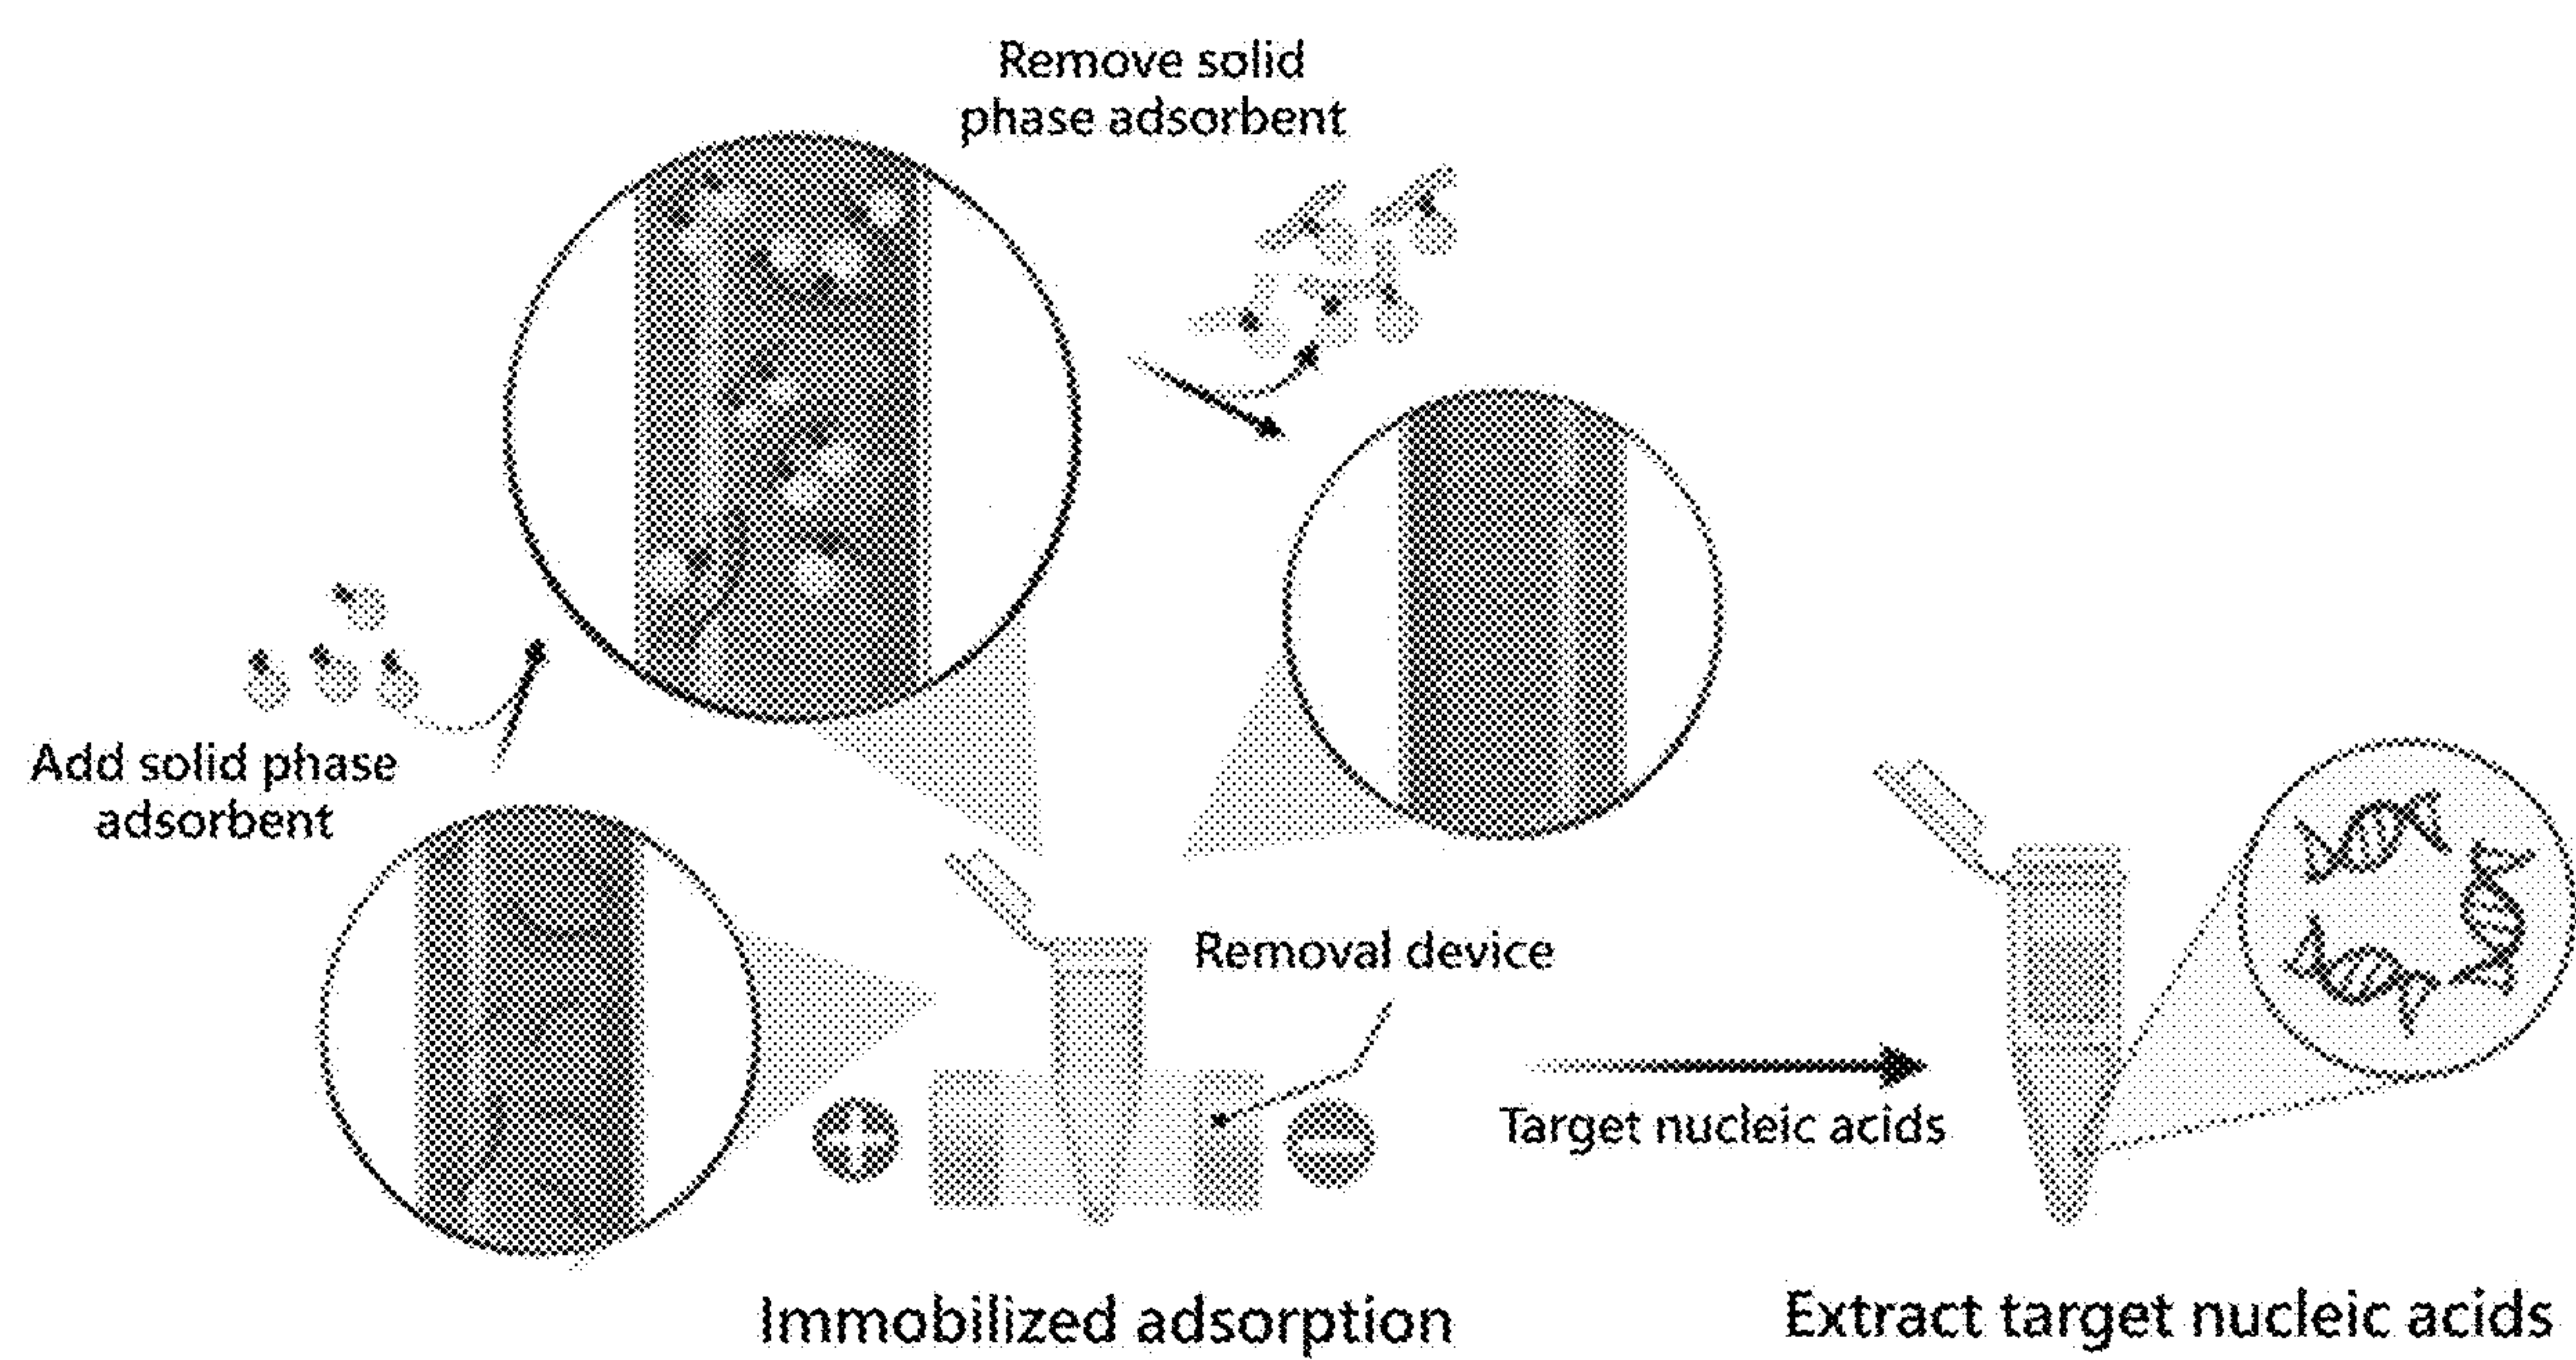 Remove solid
phase adsorbent
Add solid phase
adsorbent
Removal device
Target nucleic acids
Immobilized adsorption
Extract target nucleic acids